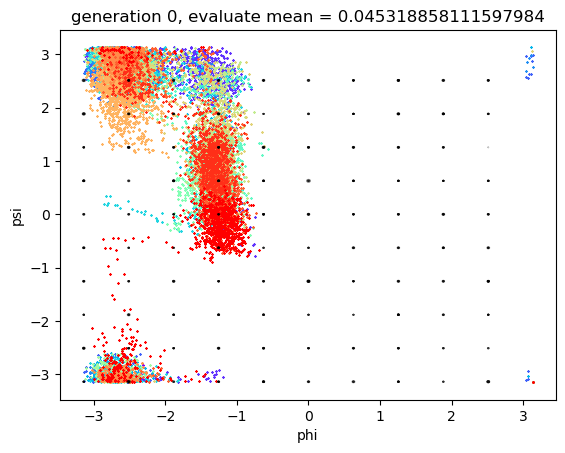 generation 0, evaluate mean = 0.045318858111597984
3
2
1
0
−1
−2
−3
psi
−3 −2 −1 0 1 2 3
phi